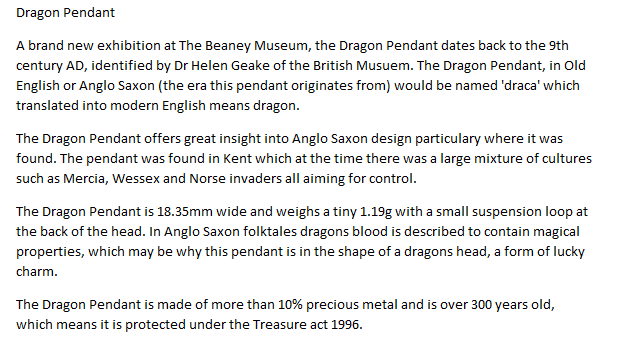 Dragon Pendant
A brand new exhibition at The Beaney Museum, the Dragon Pendant dates back to the 9th
century AD, identified by Dr Helen Geake of the British Musuem. The Dragon Pendant, in Old
English or Anglo Saxon (the era this pendant originates from) would be named 'draca' which
translated into modern English means dragon.
The Dragon Pendant offers great insight into Anglo Saxon design particulary where it was
found. The pendant was found in Kent which at the time there was a large mixture of cultures
such as Mercia, Wessex and Norse invaders all aiming for control.
The Dragon Pendant is 18.35mm wide and weighs a tiny 1.19g with a small suspension loop at
the back of the head. In Anglo Saxon folktales dragons blood is described to contain magical
properties, which may be why this pendant is in the shape of a dragons head, a form of lucky
charm.
The Dragon Pendant is made of more than 10% precious metal and is over 300 years old,
which means it is protected under the Treasure act 1996.